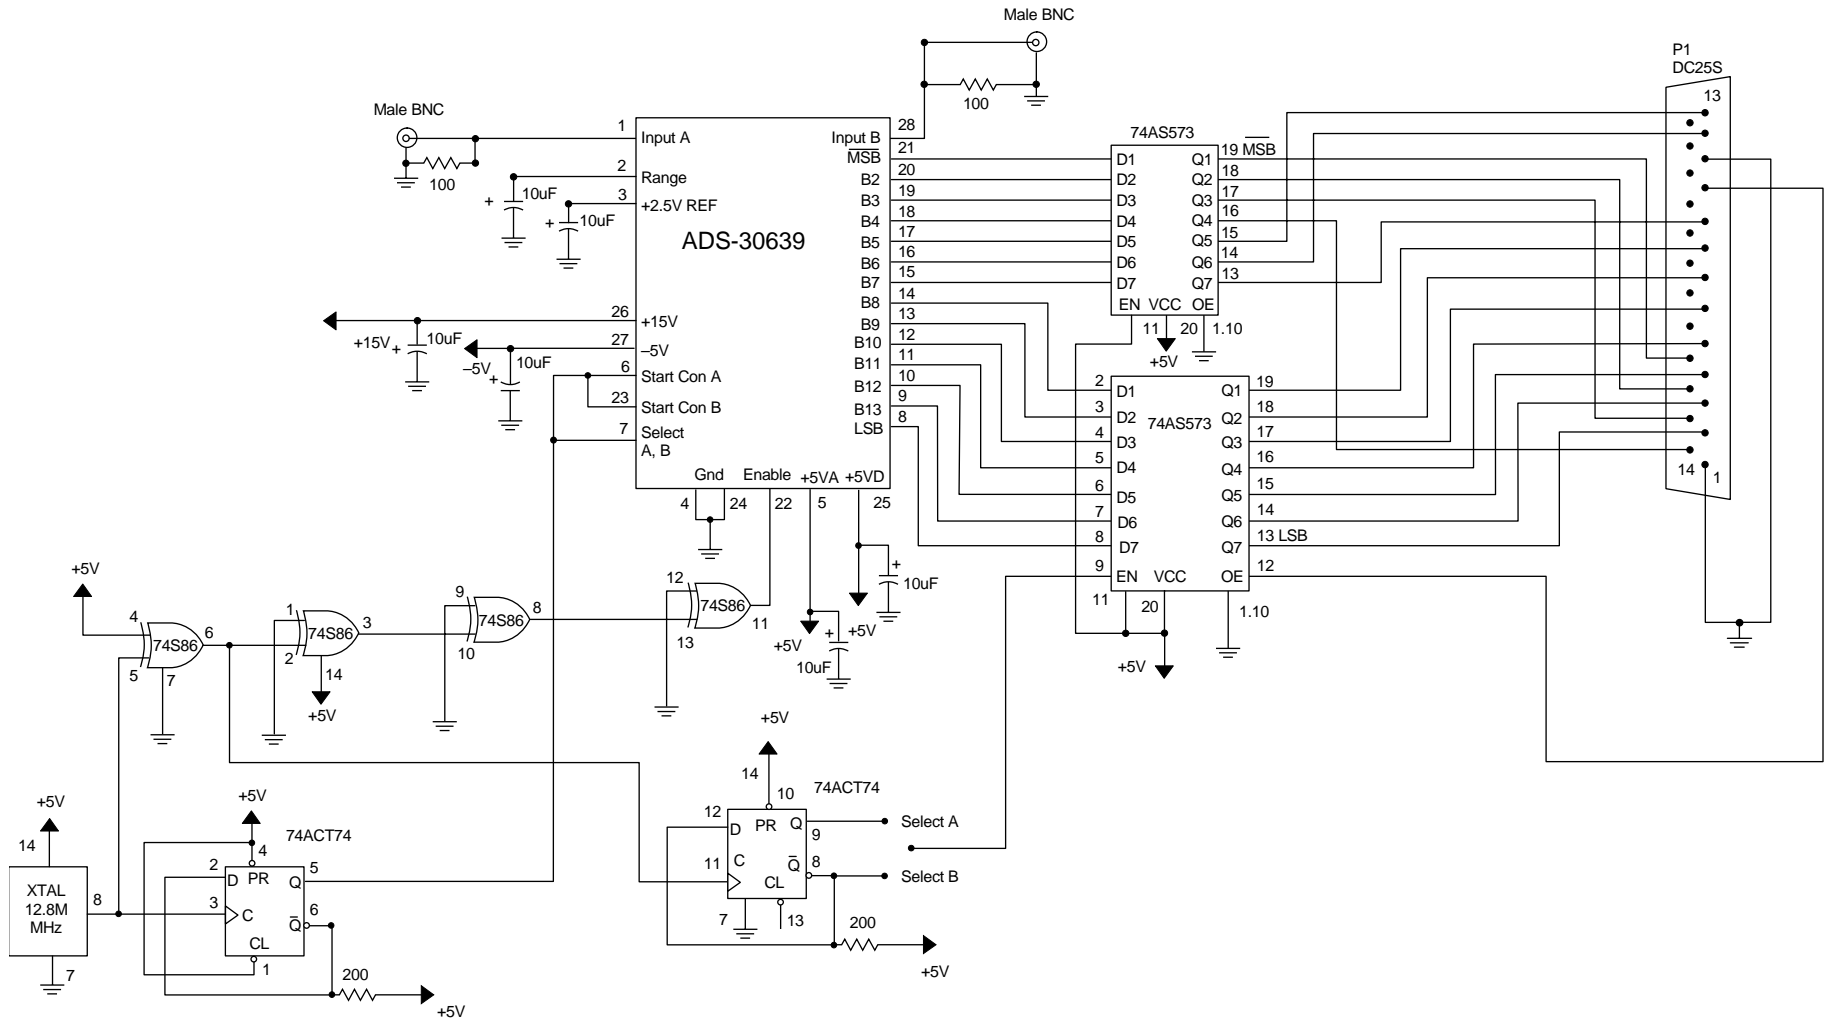 Male BNC
P1
DC25S
13
Male BNC
100
1
Input A
Input B
28
74AS573
100
2
Range
MSB
21
D1
Q1
19 MSB
10uF
+
3
+2.5V REF
B2
20
D2
Q2
18
10uF
+
B3
19
D3
Q3
17
ADS-30639
B4
18
D4
Q4
16
B5
17
D5
Q5
15
B6
16
D6
Q6
14
B7
15
D7
Q7
13
B8
14
EN
VCC
OE
26
+15V
B9
13
11
20
1.10
+15V
+
10uF
27
–5V
B10
12
+5V
–5V
+
10uF
B11
11
6
Start Con A
B12
10
2
D1
Q1
19
23
Start Con B
B13
9
3
D2
74AS573
Q2
18
7
Select
A, B
LSB
8
4
D3
Q3
17
Gnd
Enable
+5VA
+5VD
5
D4
Q4
16
14
1
4
24
22
5
25
6
D5
Q5
15
7
D6
Q6
14
8
D7
Q7
13 LSB
+5V
+
10uF
9
EN
VCC
OE
12
11
20
1.10
4
5
74S86
6
7
1
2
74S86
3
14
+5V
9
10
74S86
8
12
13
74S86
11
+5V
+
10uF
+5V
+5V
+5V
14
10
74ACT74
12
D
PR
Q
9
Select A
11
C
Q
8
Select B
CL
7
13
200
+5V
+5V
14
XTAL
12.8M
MHz
8
7
+5V
74ACT74
4
2
D
PR
Q
5
3
C
Q
6
CL
1
200
+5V